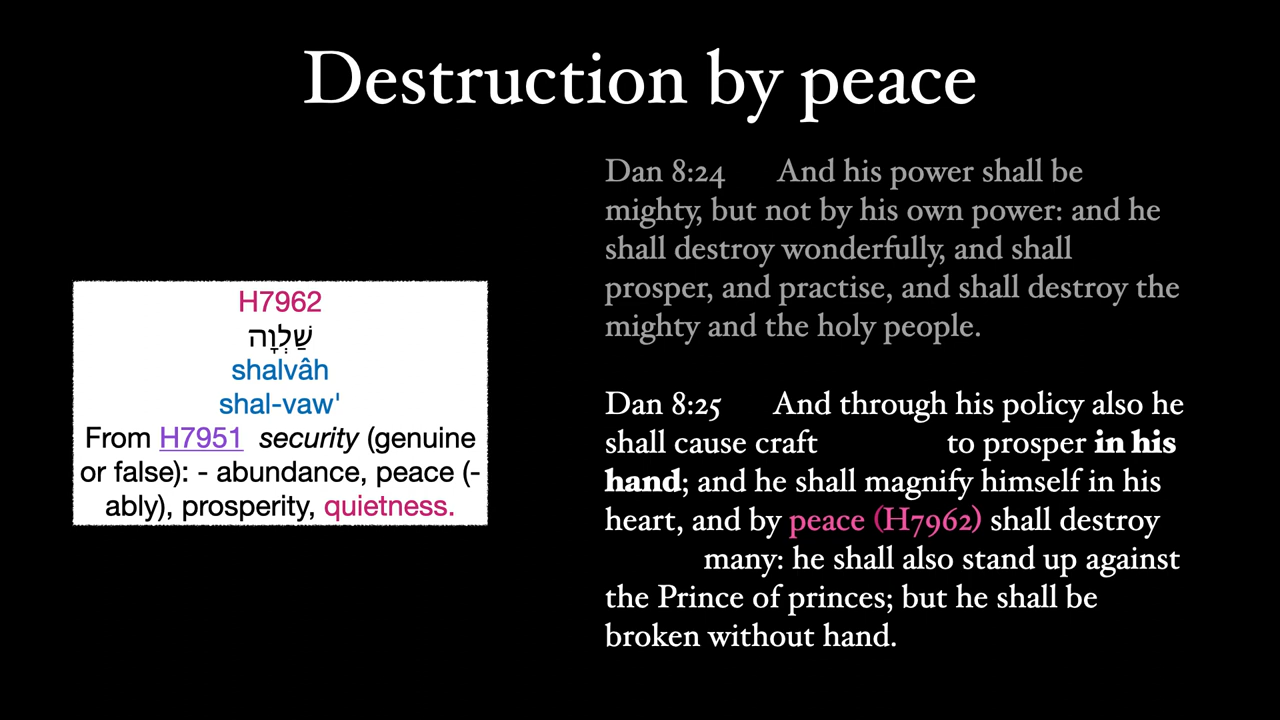 Destruction by peace
H7962
שַׁלְוָה
shalvâh
shal-vaw'
From H7951 security (genuine
or false): - abundance, peace (-
ably), prosperity, quietness.
Dan 8:24 And his power shall be
mighty, but not by his own power: and he
shall destroy wonderfully, and shall
prosper, and practise, and shall destroy the
mighty and the holy people.
Dan 8:25 And through his policy also he
shall cause craft to prosper in his
hand; and he shall magnify himself in his
heart, and by peace (H7962) shall destroy
many: he shall also stand up against
the Prince of princes; but he shall be
broken without hand.